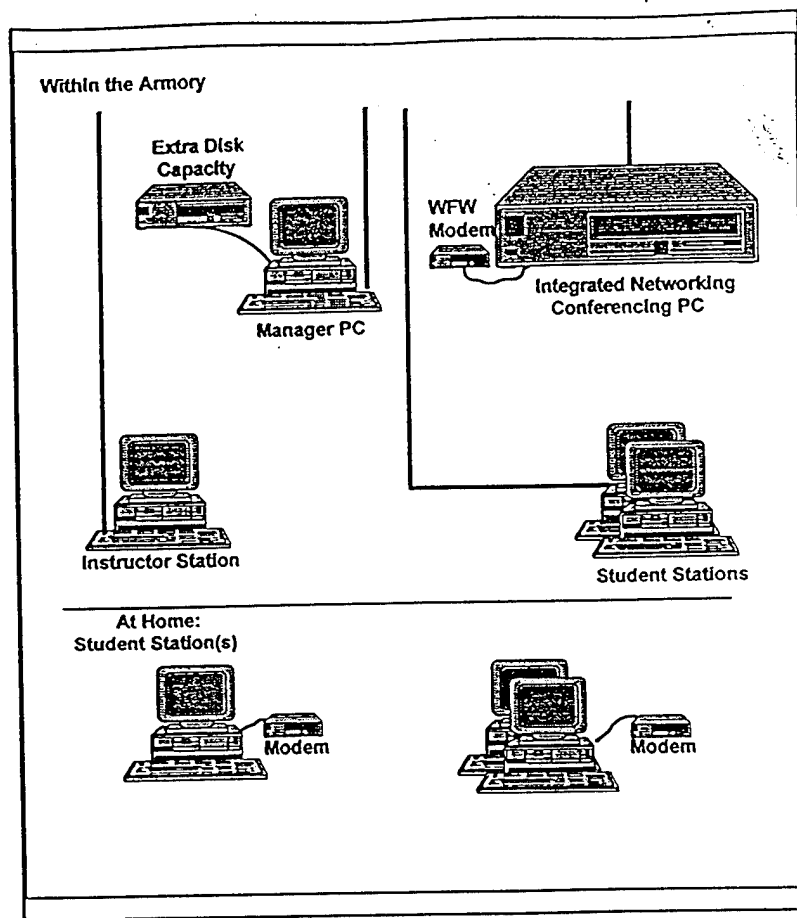 Within the Armory
Extra Disk
Capacity
WFW
Modem
Manager PC
Integrated Networking
Conferencing PC
Instructor Station
Student Stations
At Home:
Student Station(s)
Modem
Modem